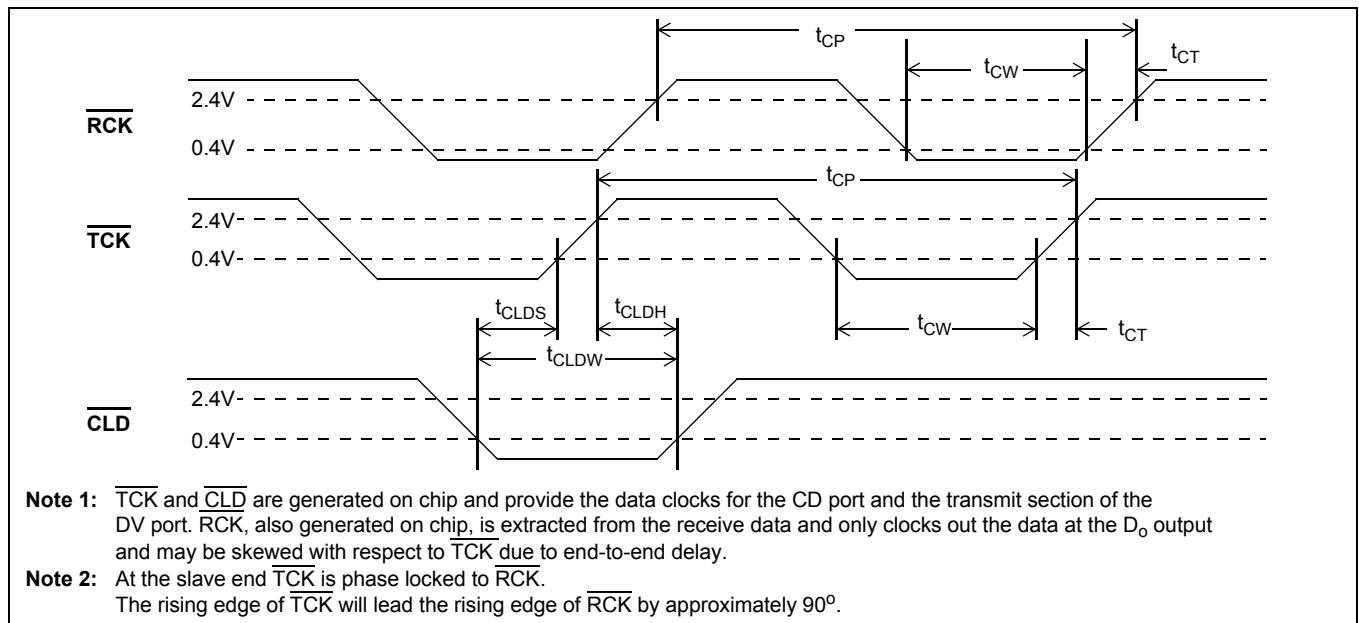 tCP
tCW
tCT
RCK
2.4V
0.4V
tCP
TCK
2.4V
0.4V
tCLDS
tCLDH
tCW
tCT
tCLDW
CLD
2.4V
0.4V
Note 1: TCK and CLD are generated on chip and provide the data clocks for the CD port and the transmit section of the
DV port. RCK, also generated on chip, is extracted from the receive data and only clocks out the data at the Do output
and may be skewed with respect to TCK due to end-to-end delay.
Note 2: At the slave end TCK is phase locked to RCK.
The rising edge of TCK will lead the rising edge of RCK by approximately 90º.